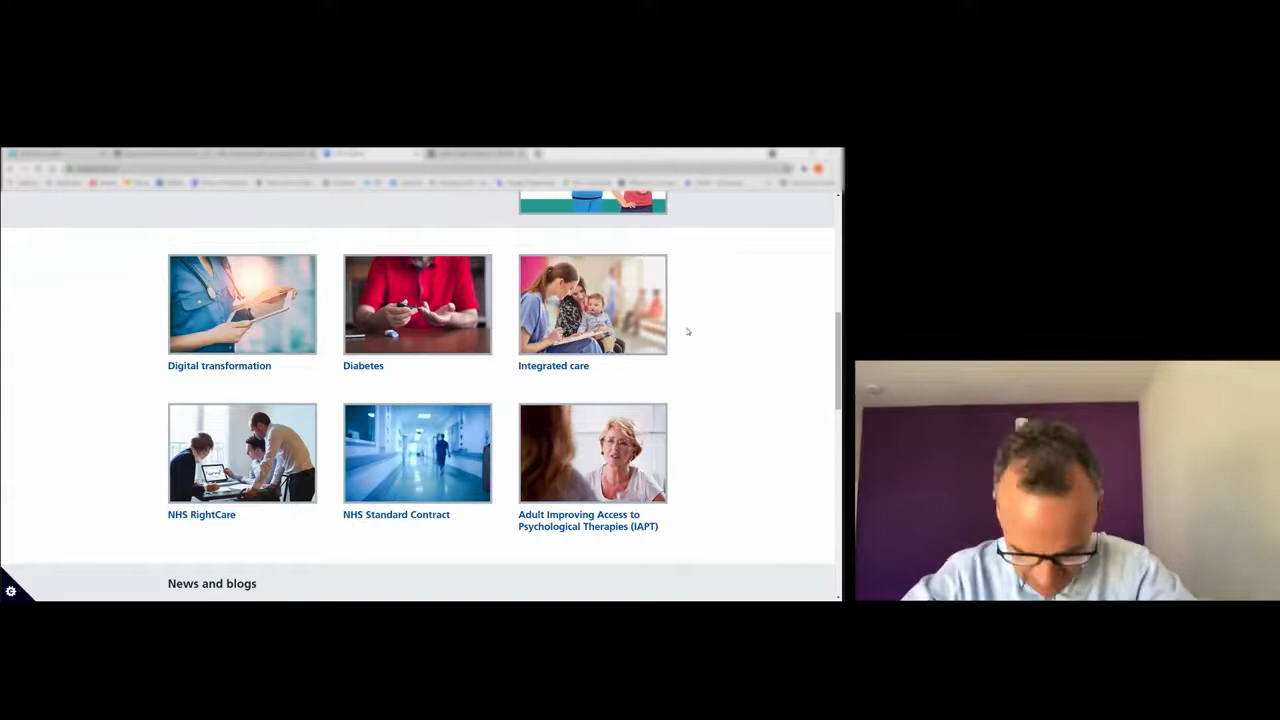 Digital transformation
Diabetes
Integrated care
NHS RightCare
NHS Standard Contract
Adult Improving Access to
Psychological Therapies (IAPT)
News and blogs